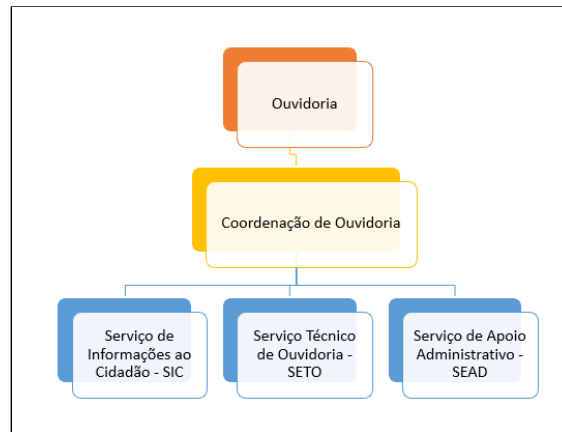 Ouvidoria
Coordenação de Ouvidoria
Serviço de
Informações ao
Cidadão - SIC
Serviço Técnico
de Ouvidoria -
SETO
Serviço de Apoio
Administrativo -
SEAD